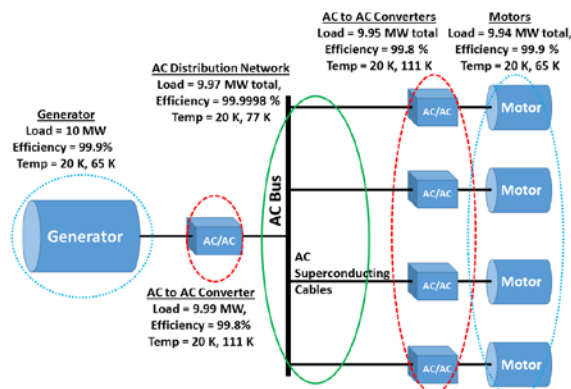 AC to AC Converters
Load = 9.95 MW total
Efficiency = 99.8 %
Temp = 20 K, 111 K
Motors
Load = 9.94 MW total,
Efficiency = 99.9 %
Temp = 20 K, 65 K
AC Distribution Network
Load = 9.97 MW total,
Efficiency = 99.9998 %
Temp = 20 K, 77 K
Generator
Load = 10 MW
Efficiency = 99.9%
Temp = 20 K, 65 K
AC/AC
Motor
AC/AC
Motor
Generator
AC/AC
AC Bus
AC
Superconducting
Cables
AC/AC
Motor
AC to AC Converter
Load = 9.99 MW,
Efficiency = 99.8%
Temp = 20 K, 111 K
AC/AC
Motor